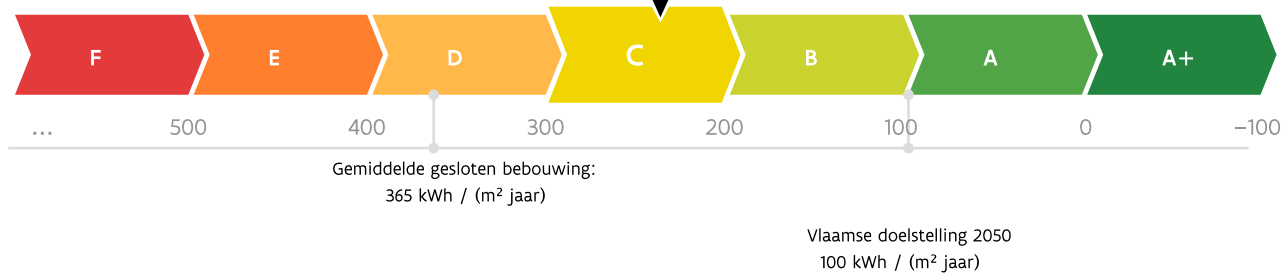 F E D C B A A+
... 500 400 300 200 100 0 –100
Gemiddelde gesloten bebouwing:
365 kWh / (m² jaar)
Vlaamse doelstelling 2050
100 kWh / (m² jaar)